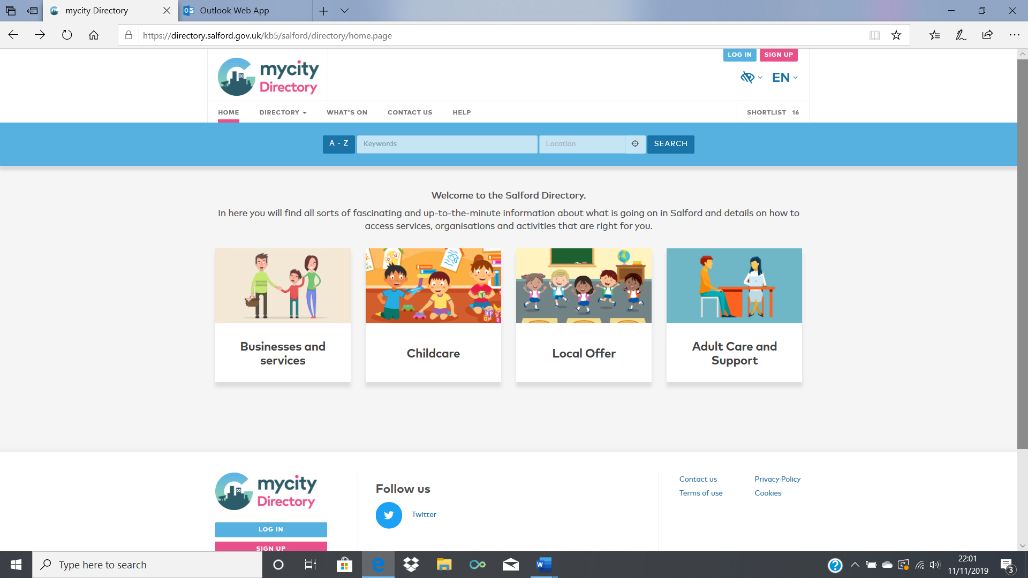 mycity Directory
Outlook Web App
https://directory.salford.gov.uk/kb5/salford/directory/home.page
LOG IN SIGN UP
mycity
Directory
EN
HOME DIRECTORY WHAT'S ON CONTACT US HELP SHORTLIST 16
A - Z Keywords Location SEARCH
Welcome to the Salford Directory.
In here you will find all sorts of fascinating and up-to-the-minute information about what is going on in Salford and details on how to
access services, organisations and activities that are right for you.
Businesses and
services
Childcare
Local Offer
Adult Care and
Support
mycity
Directory
LOG IN
SIGN UP
Follow us
Twitter
Contact us Privacy Policy
Terms of use Cookies
Type here to search
22:01
11/11/2019
3